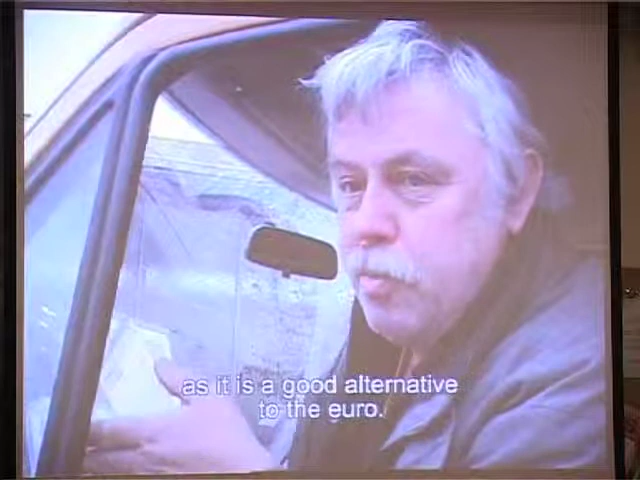 as it is a good alternative
to the euro.